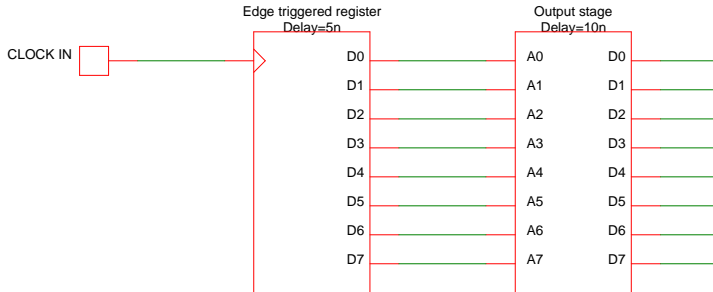 Edge triggered register
Delay=5n
Output stage
Delay=10n
CLOCK IN
D0 A0 D0
D1 A1 D1
D2 A2 D2
D3 A3 D3
D4 A4 D4
D5 A5 D5
D6 A6 D6
D7 A7 D7